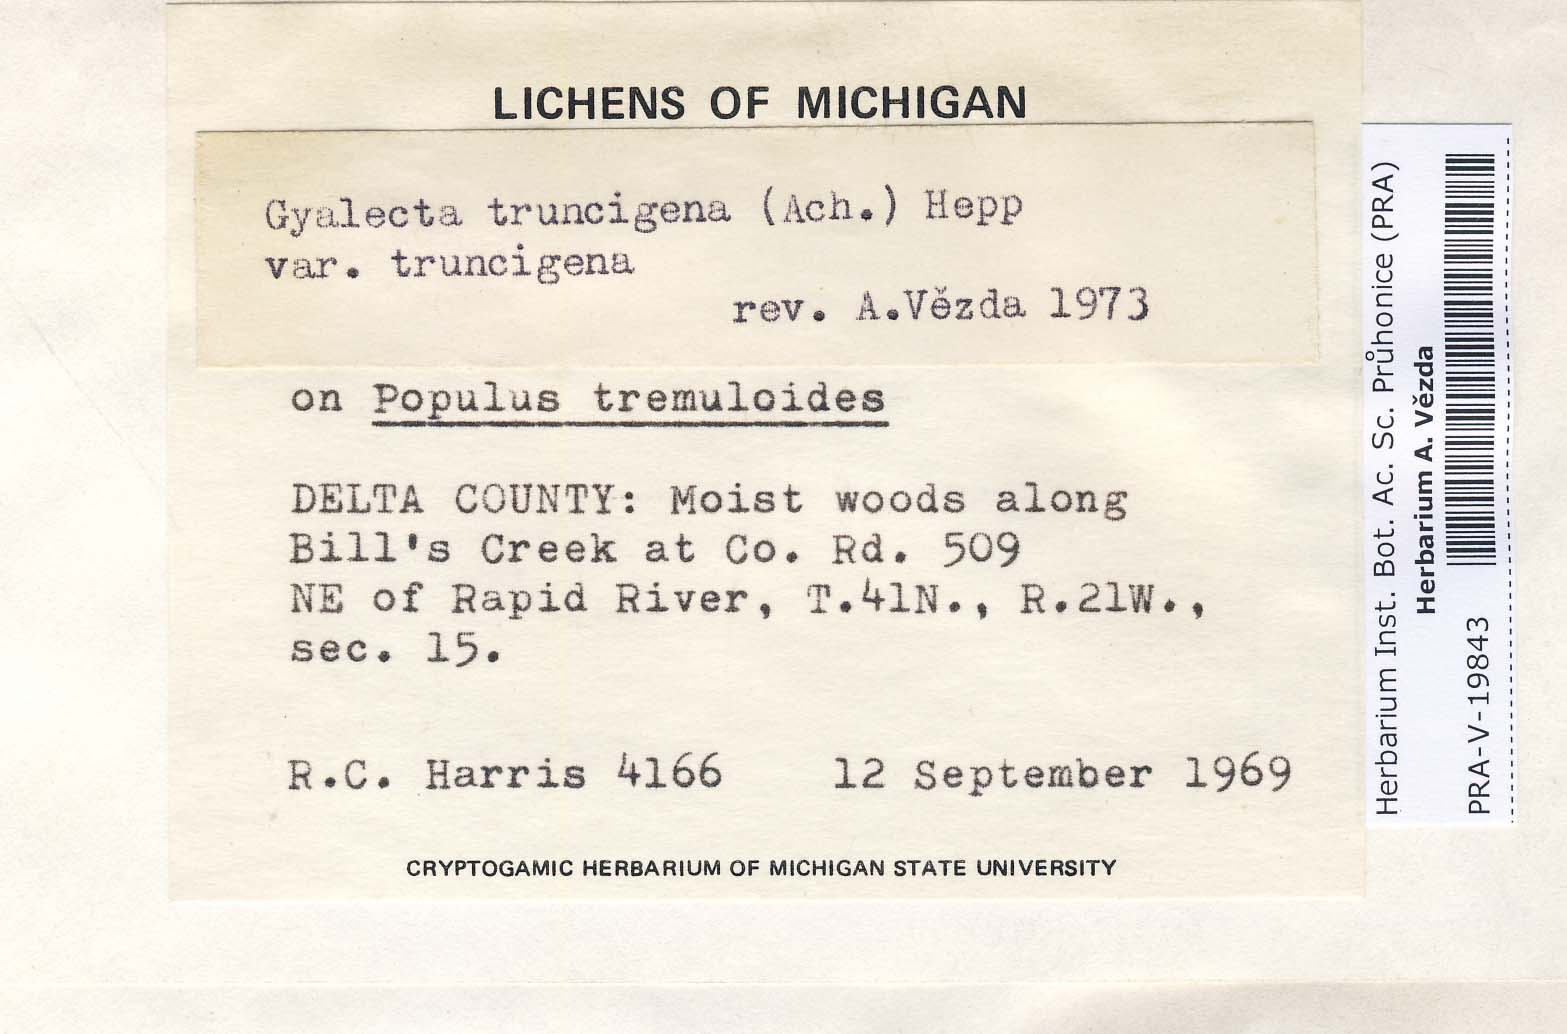 LICHENS OF MICHIGAN
Gyalecta truncigena (Ach.) Hepp
var. truncigena
rev. A.Vězda 1973
on Populus tremuloides
DELTA COUNTY: Moist woods along
Bill's Creek at Co. Rd. 509
NE of Rapid River, T.41N., R.21W.,
sec. 15.
R.C. Harris 4166 12 September 1969
CRYPTOGAMIC HERBARIUM OF MICHIGAN STATE UNIVERSITY
Herbarium Inst. Bot. Ac. Sc. Průhonice (PRA)
Herbarium A. Vězda
PRA-V-19843